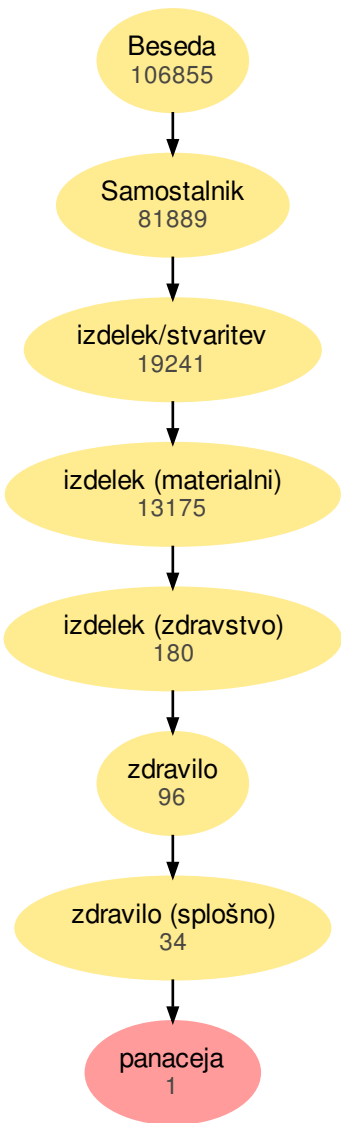 Beseda
106855
Samostalnik
81889
izdelek/stvaritev
19241
izdelek (materialni)
13175
izdelek (zdravstvo)
180
zdravilo
96
zdravilo (splošno)
34
panaceja
1